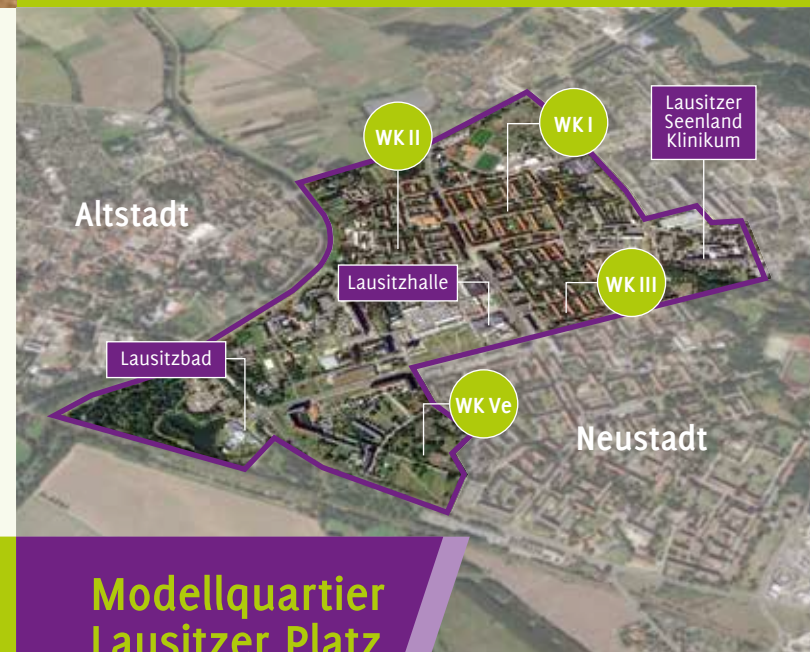 WK II
WK I
Lausitzer
Seenland
Klinikum
Altstadt
Lausitzhalle
WK III
Lausitzbad
WK Ve
Neustadt
Modellquartier
Lausitzer Platz